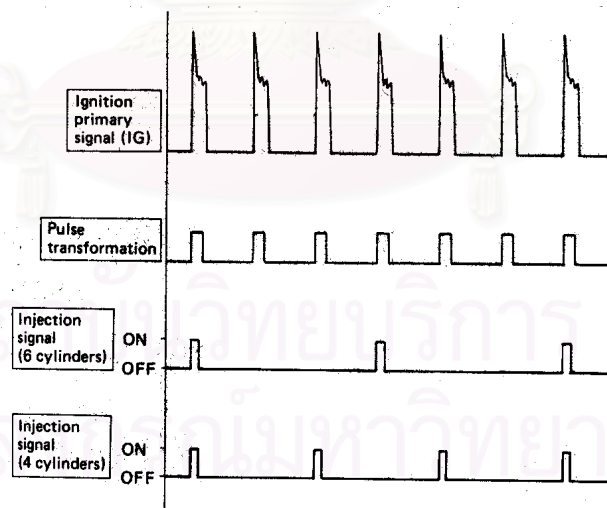 Ignition
primary
signal (IG)
Pulse
transformation
Injection
signal
(6 cylinders)
ON
OFF
Injection
signal
(4 cylinders)
ON
OFF